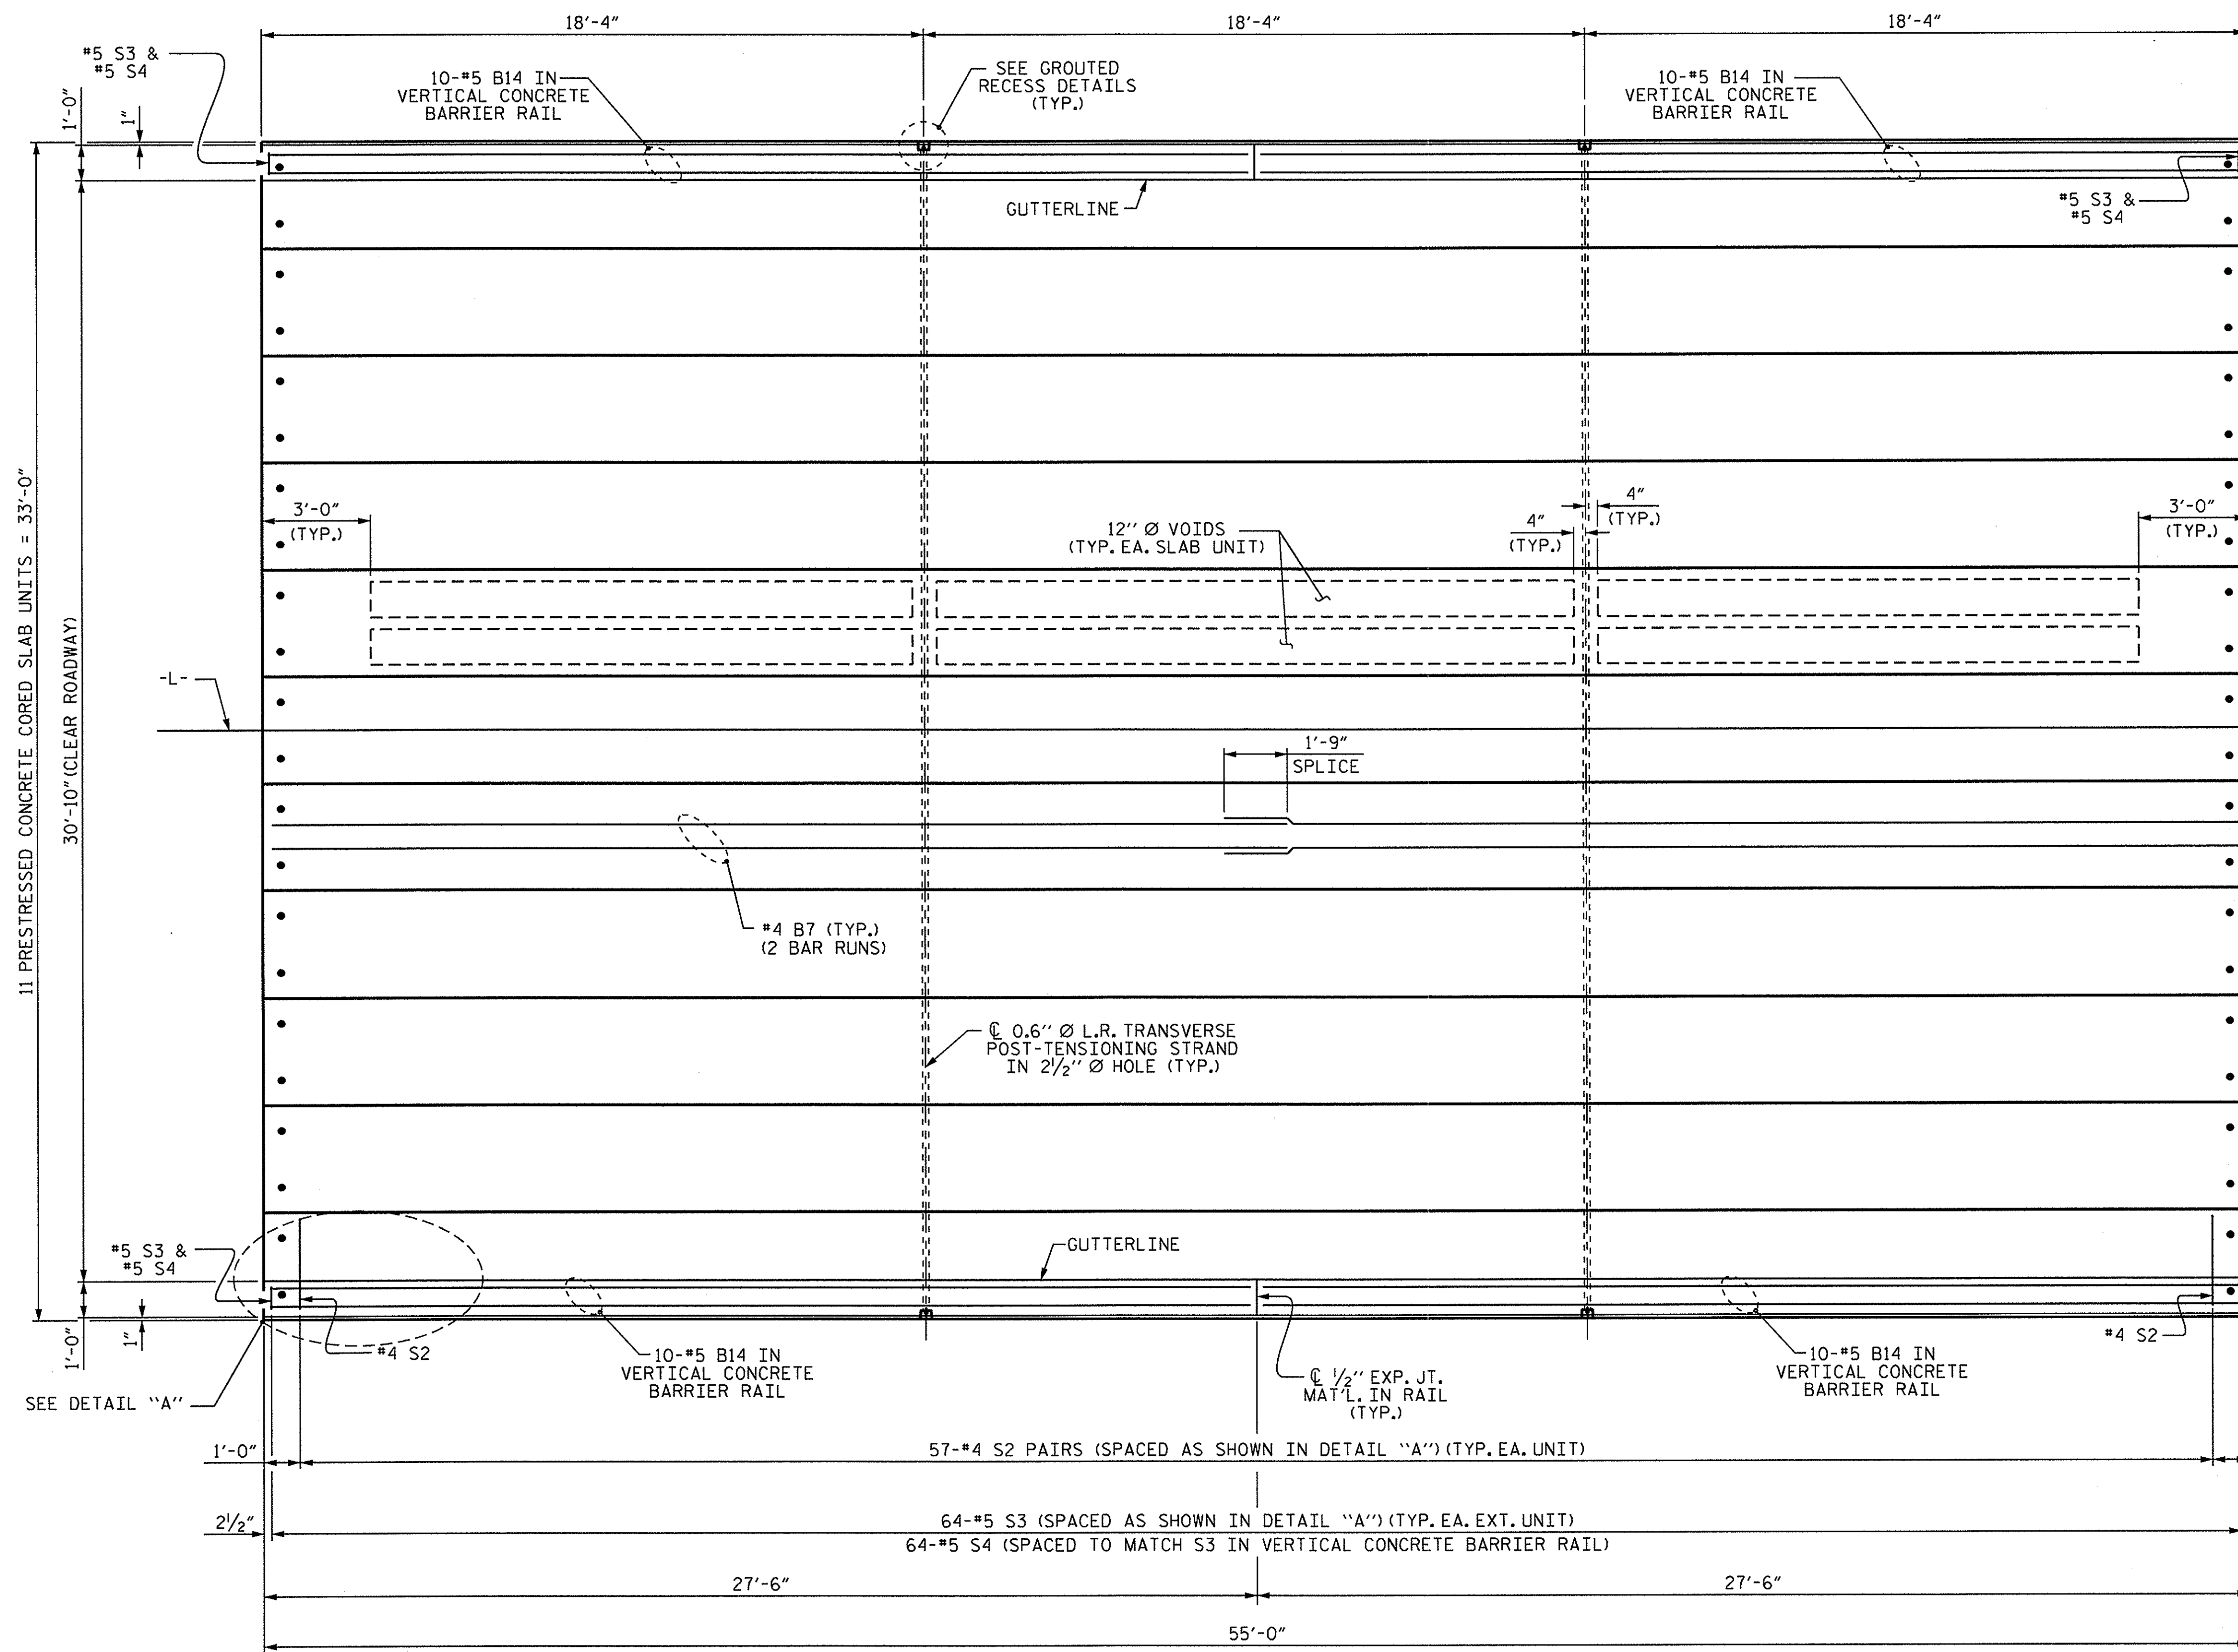 18'-4"
18'-4"
18'-4"
#5 S3 &
#5 S4
10-#5 B14 IN
VERTICAL CONCRETE
BARRIER RAIL
SEE GROUTED
RECESS DETAILS
(TYP.)
10-#5 B14 IN
VERTICAL CONCRETE
BARRIER RAIL
1'-0"
1"
GUTTERLINE
#5 S3 &
#5 S4
11 PRESTRESSED CONCRETE CORED SLAB UNITS = 33'-0"
30'-10" (CLEAR ROADWAY)
3'-0"
(TYP.)
12" Ø VOIDS
(TYP. EA. SLAB UNIT)
4"
(TYP.)
4"
(TYP.)
3'-0"
(TYP.)
-L-
1'-9"
SPLICE
#4 B7 (TYP.)
(2 BAR RUNS)
℄ 0.6" Ø L.R. TRANSVERSE
POST-TENSIONING STRAND
IN 2½" Ø HOLE (TYP.)
#5 S3 &
#5 S4
GUTTERLINE
1'-0"
1"
#4 S2
#4 S2
10-#5 B14 IN
VERTICAL CONCRETE
BARRIER RAIL
℄ ½" EXP. JT.
MAT'L. IN RAIL
(TYP.)
10-#5 B14 IN
VERTICAL CONCRETE
BARRIER RAIL
SEE DETAIL "A"
1'-0"
57-#4 S2 PAIRS (SPACED AS SHOWN IN DETAIL "A") (TYP. EA. UNIT)
2½"
64-#5 S3 (SPACED AS SHOWN IN DETAIL "A") (TYP. EA. EXT. UNIT)
64-#5 S4 (SPACED TO MATCH S3 IN VERTICAL CONCRETE BARRIER RAIL)
27'-6"
27'-6"
55'-0"